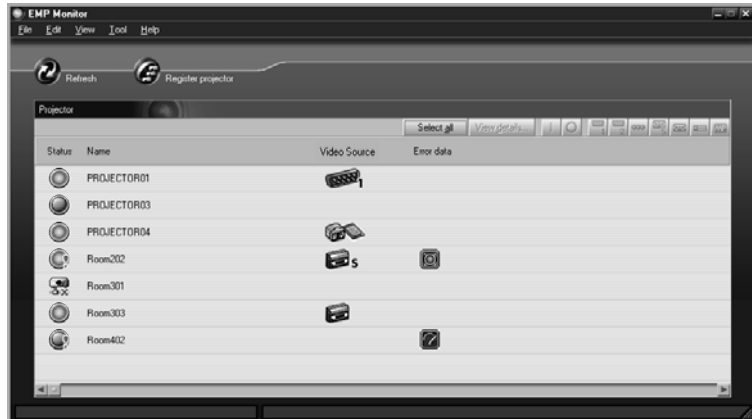 EMP Monitor
File Edit View Tool Help
Refresh Register projector
Projector
Select all View details...
Status Name Video Source Error data
PROJECTOR01 1
PROJECTOR03
PROJECTOR04
Room202 S
Room301
Room303
Room402